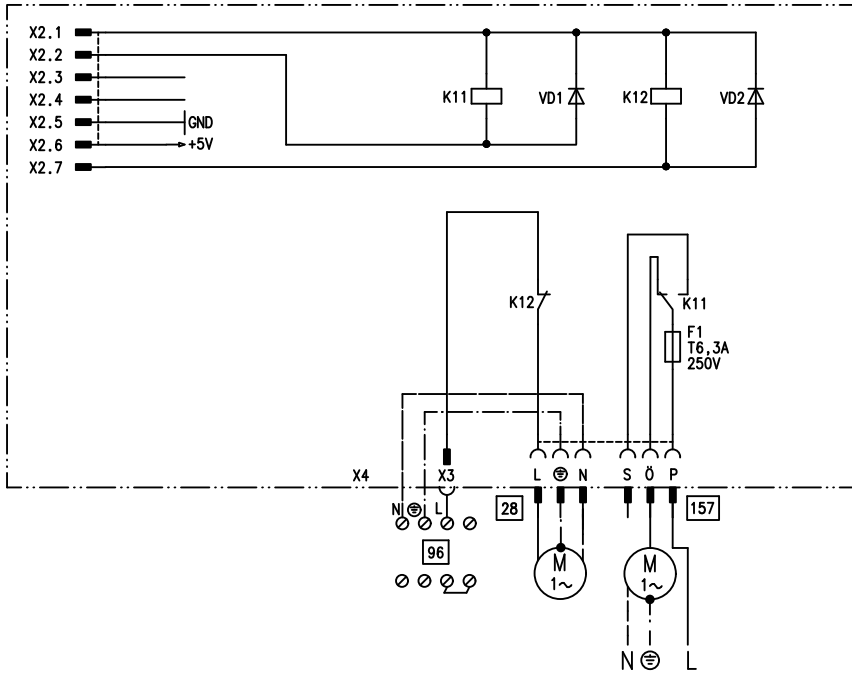 X2.1
X2.2
X2.3
X2.4
X2.5 GND
X2.6 +5V
X2.7
K11 VD1 K12 VD2
K12 K11
F1
T6,3A
250V
X4 X3 L N S Ö P
N L 28 157
96
M
1~
M
1~
N L